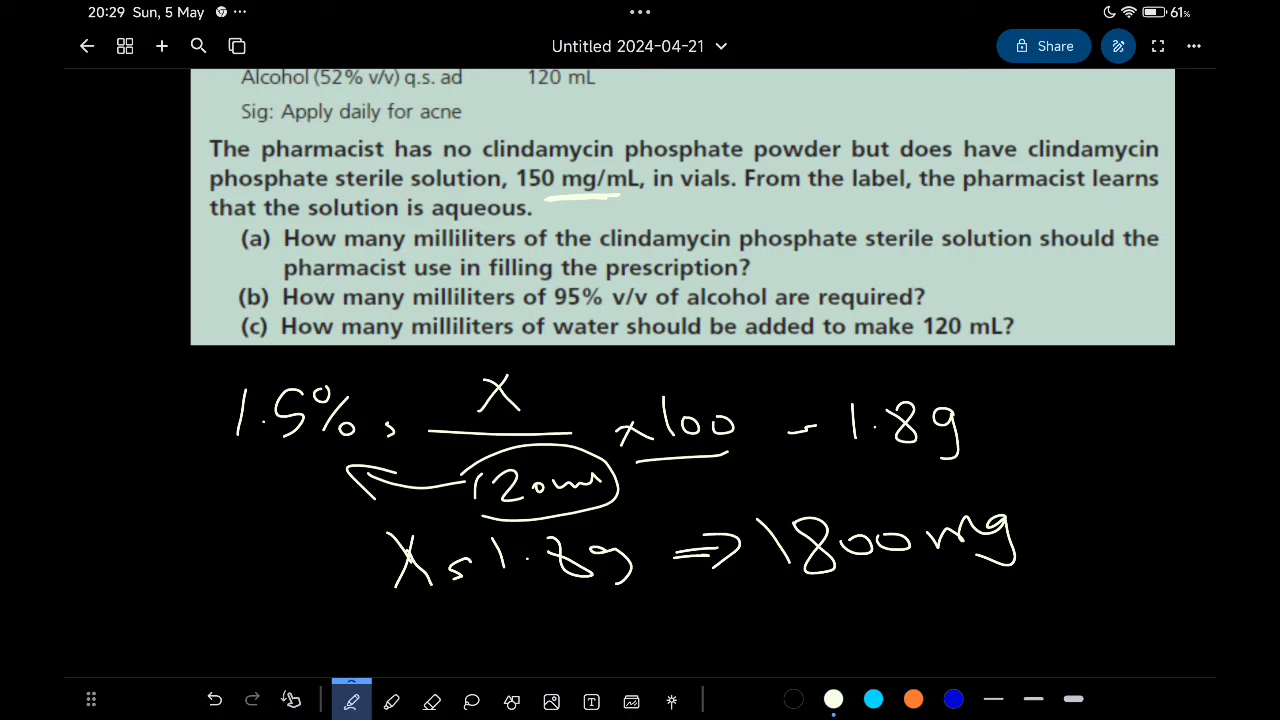 20:29 Sun, 5 May
61%
Untitled 2024-04-21
Share
Alcohol (52% v/v) q.s. ad 120 mL
Sig: Apply daily for acne
The pharmacist has no clindamycin phosphate powder but does have clindamycin
phosphate sterile solution, 150 mg/mL, in vials. From the label, the pharmacist learns
that the solution is aqueous.
(a) How many milliliters of the clindamycin phosphate sterile solution should the
pharmacist use in filling the prescription?
(b) How many milliliters of 95% v/v of alcohol are required?
(c) How many milliliters of water should be added to make 120 mL?
X
1.5% = ×100 - 1.8g
120ml
X = 1.8g ⇒ 1800mg